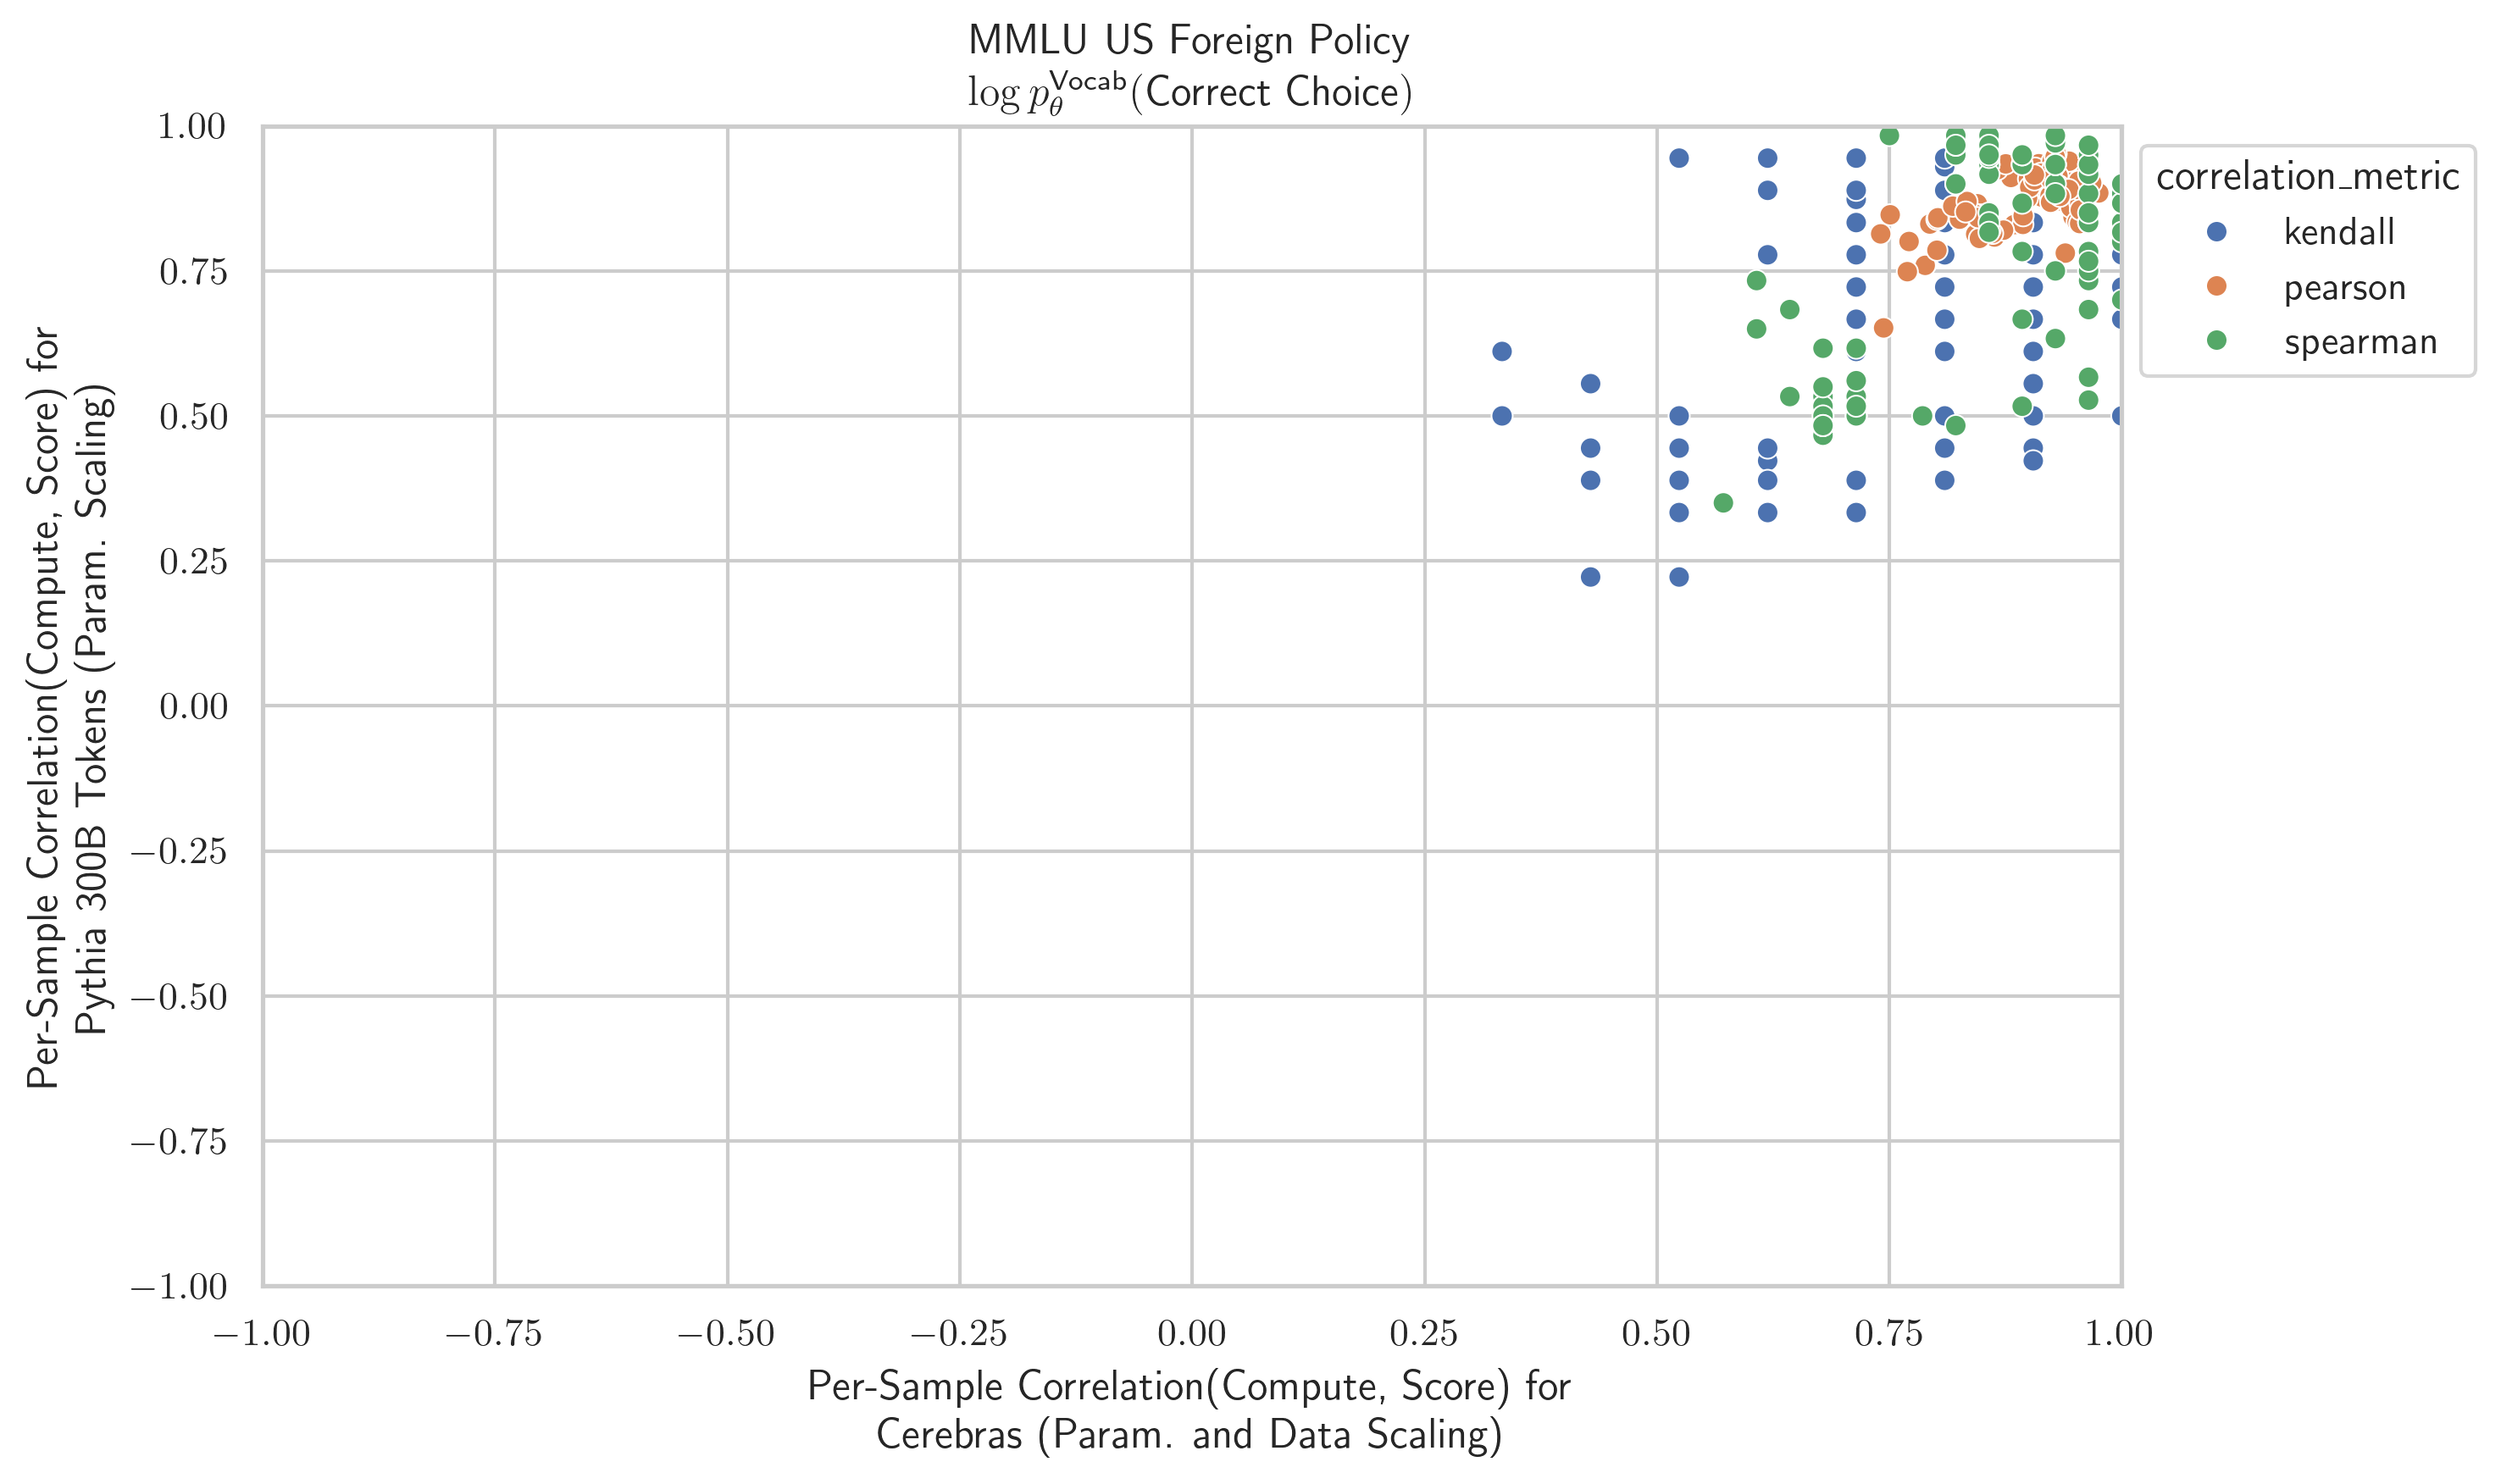 MMLU US Foreign Policy
log p_θ^Vocab(Correct Choice)
1.00
0.75
0.50
0.25
0.00
−0.25
−0.50
−0.75
−1.00
Per-Sample Correlation(Compute, Score) for
Pythia 300B Tokens (Param. Scaling)
correlation_metric
kendall
pearson
spearman
−1.00 −0.75 −0.50 −0.25 0.00 0.25 0.50 0.75 1.00
Per-Sample Correlation(Compute, Score) for
Cerebras (Param. and Data Scaling)